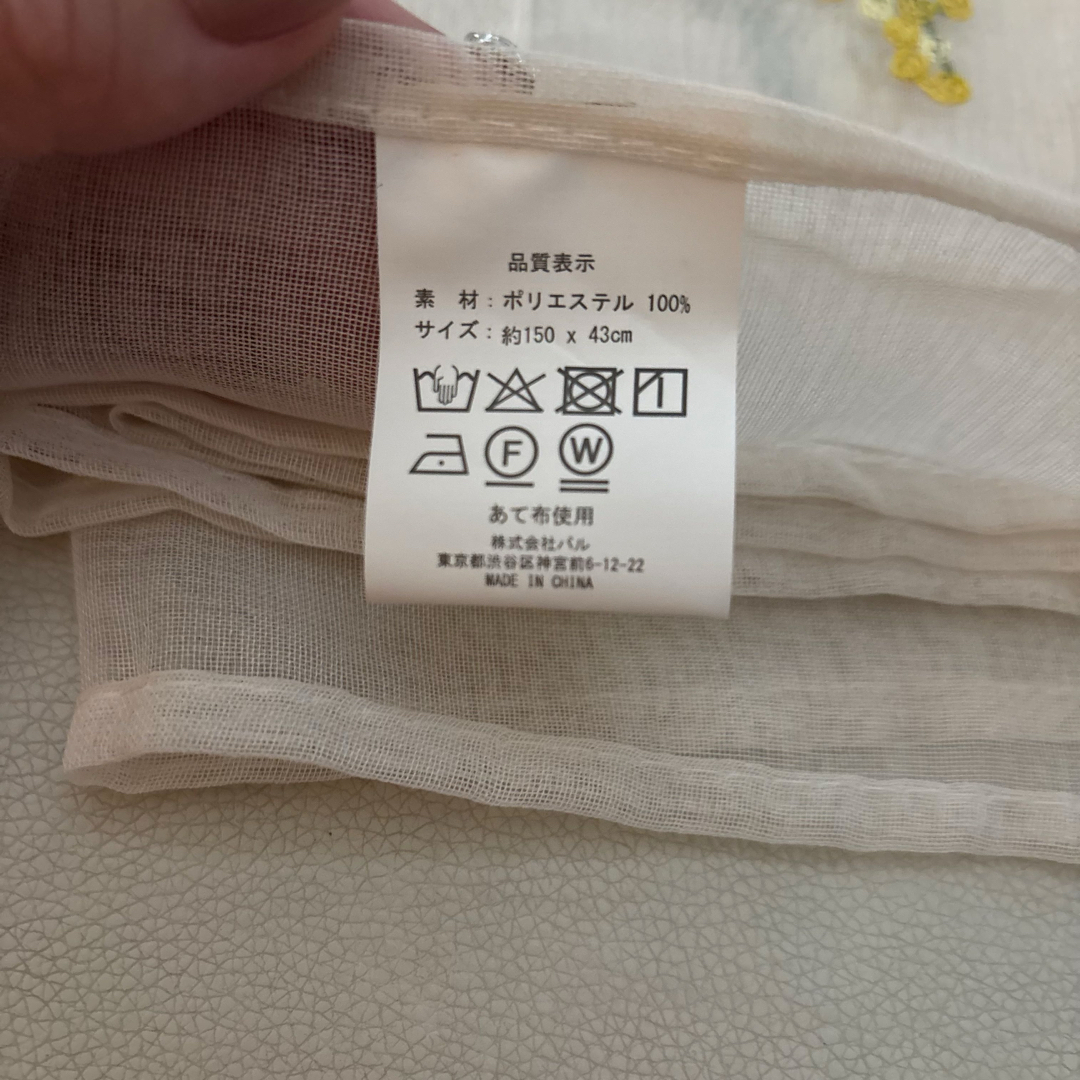 品質表示
素　材：ポリエステル 100%
サイズ：約150 x 43cm
F W
あて布使用
株式会社パル
東京都渋谷区神宮前6-12-22
MADE IN CHINA